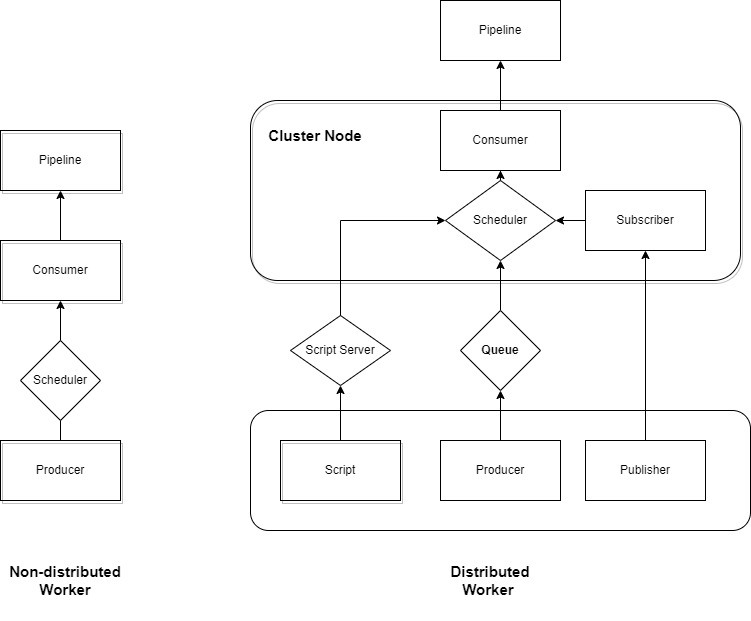 Pipeline
Consumer
Scheduler
Producer
Non-distributed
Worker
Pipeline
Cluster Node
Consumer
Scheduler
Subscriber
Script Server
Queue
Script
Producer
Publisher
Distributed
Worker